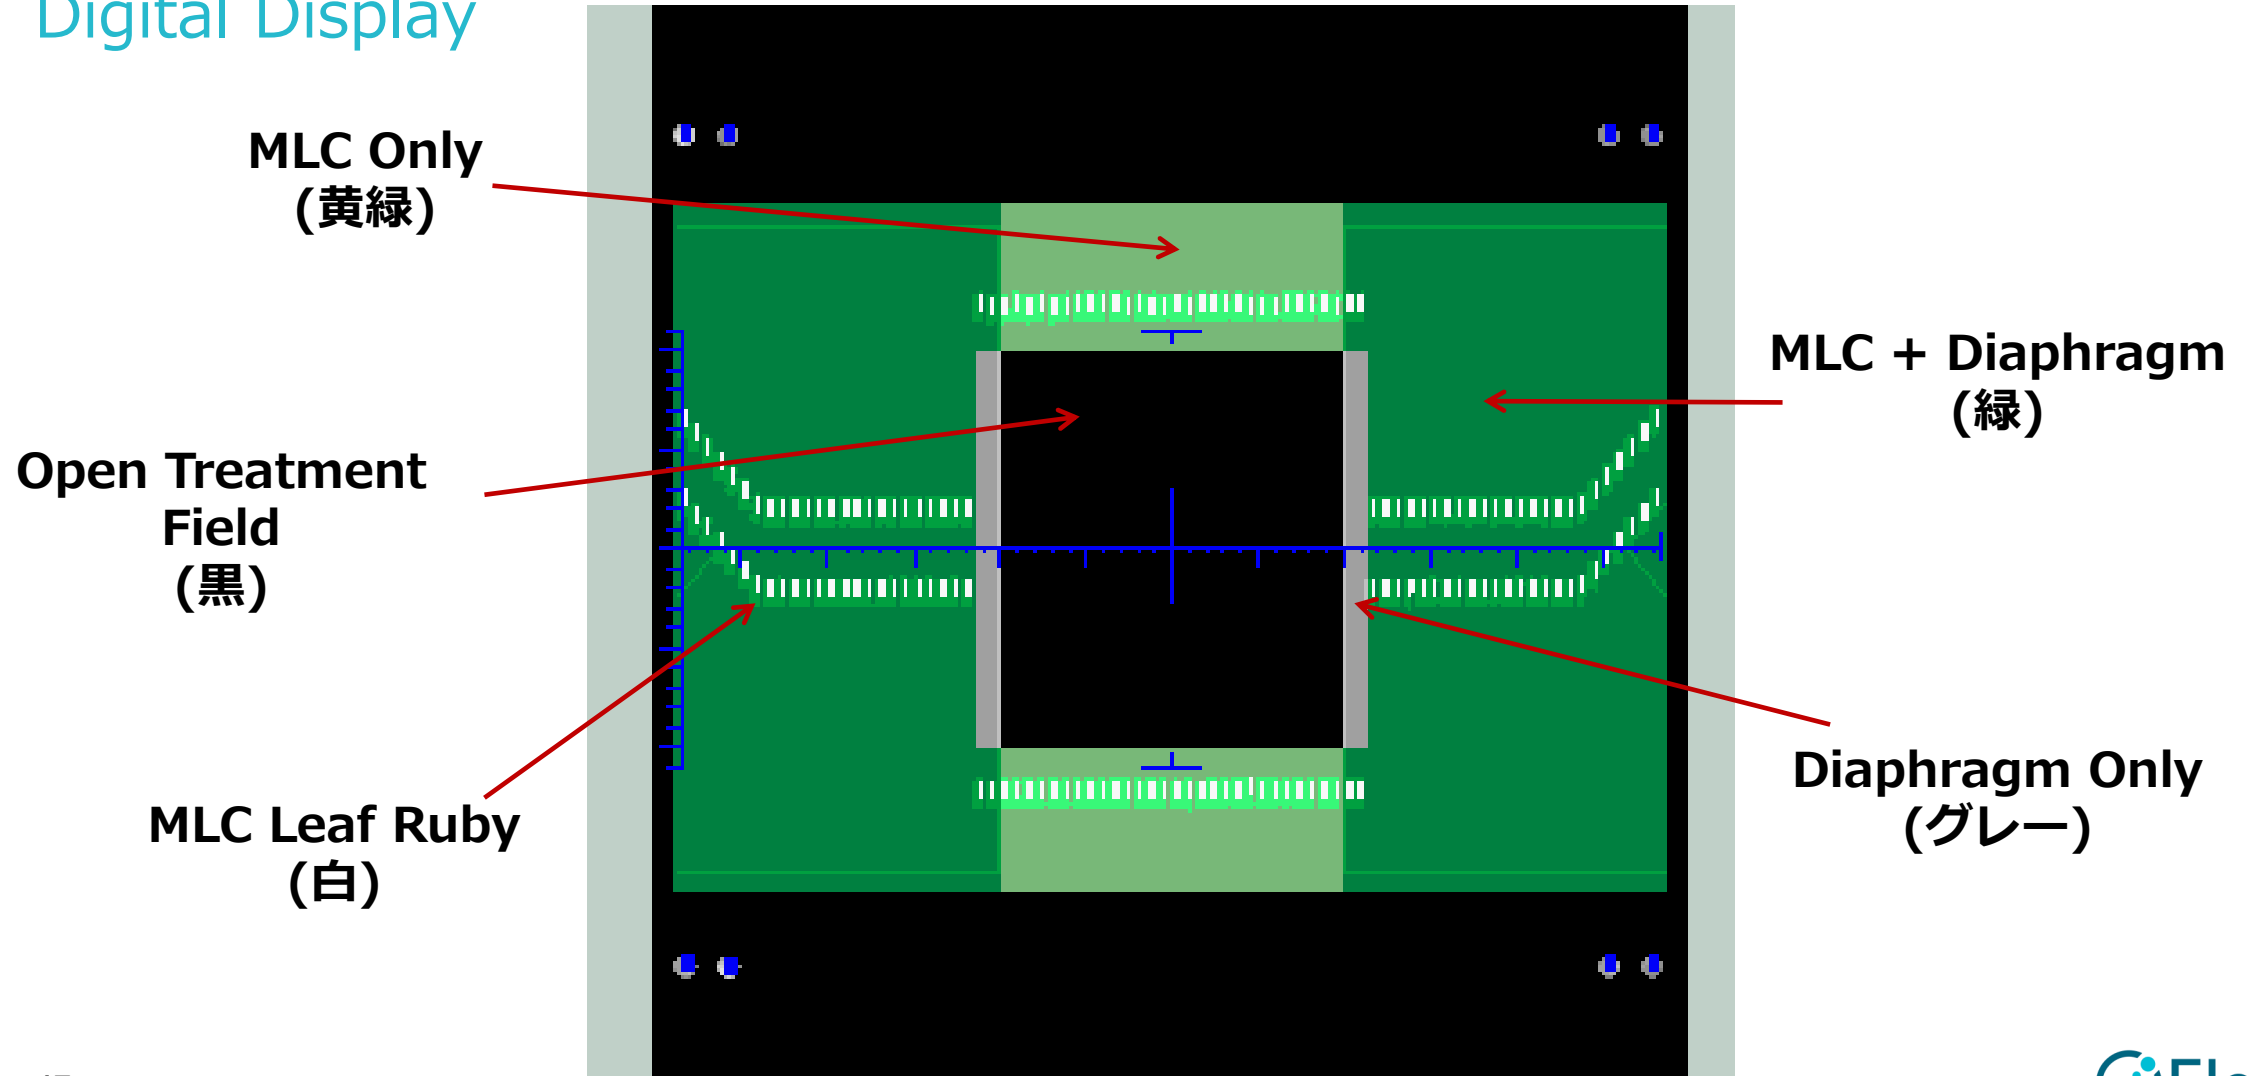 Digital Display
MLC Only
(黄緑)
MLC + Diaphragm
(緑)
Open Treatment
Field
(黒)
Diaphragm Only
(グレー)
MLC Leaf Ruby
(白)